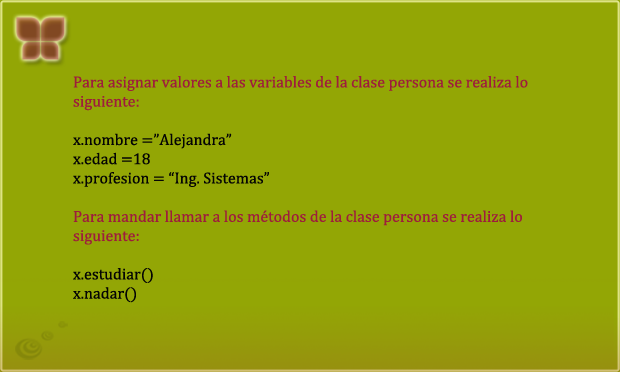 Para asignar valores a las variables de la clase persona se realiza lo
siguiente:
x.nombre =”Alejandra”
x.edad =18
x.profesion = “Ing. Sistemas”
Para mandar llamar a los métodos de la clase persona se realiza lo
siguiente:
x.estudiar()
x.nadar()